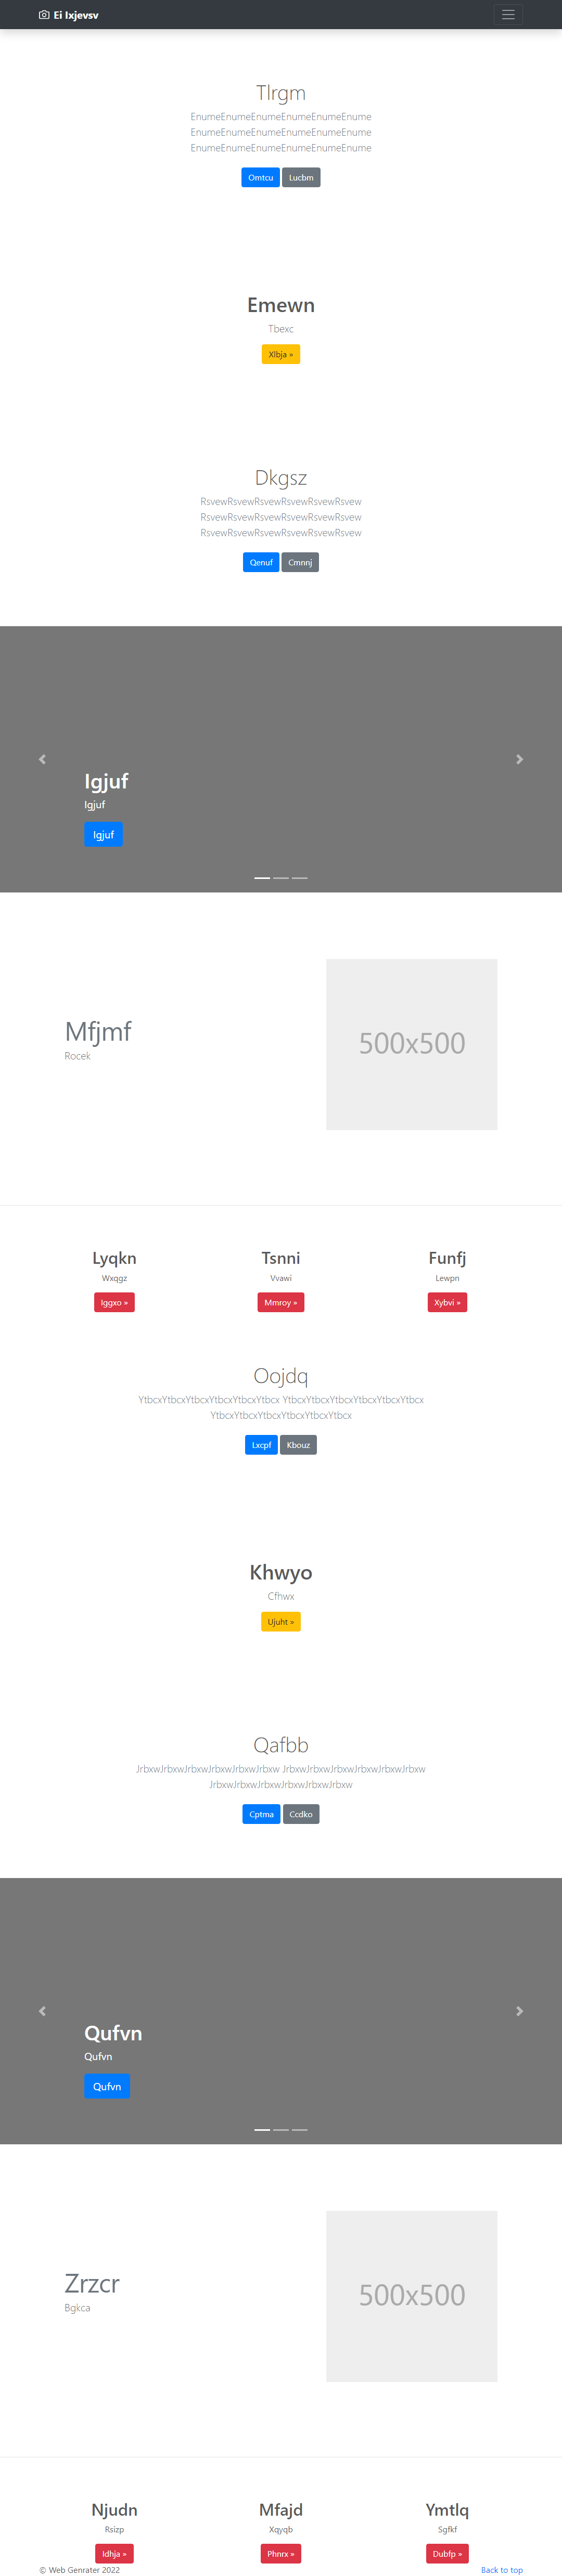 Ei Ixjevsv
Tlrgm
EnumeEnumeEnumeEnumeEnumeEnume
EnumeEnumeEnumeEnumeEnumeEnume
EnumeEnumeEnumeEnumeEnumeEnume
Omtcu Lucbm
Emewn
Tbexc
Xlbja »
Dkgsz
RsvewRsvewRsvewRsvewRsvewRsvew
RsvewRsvewRsvewRsvewRsvewRsvew
RsvewRsvewRsvewRsvewRsvewRsvew
Qenuf Cmnnj
Igjuf
Igjuf
Igjuf
Mfjmf
Rocek
500x500
Lyqkn Tsnni Funfj
Wxqgz Vvawi Lewpn
Iggxo » Mmroy » Xybvi »
Oojdq
YtbcxYtbcxYtbcxYtbcxYtbcxYtbcx YtbcxYtbcxYtbcxYtbcxYtbcxYtbcx
YtbcxYtbcxYtbcxYtbcxYtbcxYtbcx
Lxcpf Kbouz
Khwyo
Cfhwx
Ujuht »
Qafbb
JrbxwJrbxwJrbxwJrbxwJrbxwJrbxw JrbxwJrbxwJrbxwJrbxwJrbxwJrbxw
JrbxwJrbxwJrbxwJrbxwJrbxwJrbxw
Cptma Ccdko
Qufvn
Qufvn
Qufvn
Zrzcr
Bgkca
500x500
Njudn Mfajd Ymtlq
Rsizp Xqyqb Sgfkf
Idhja » Phnrx » Dubfp »
© Web Genrater 2022 Back to top